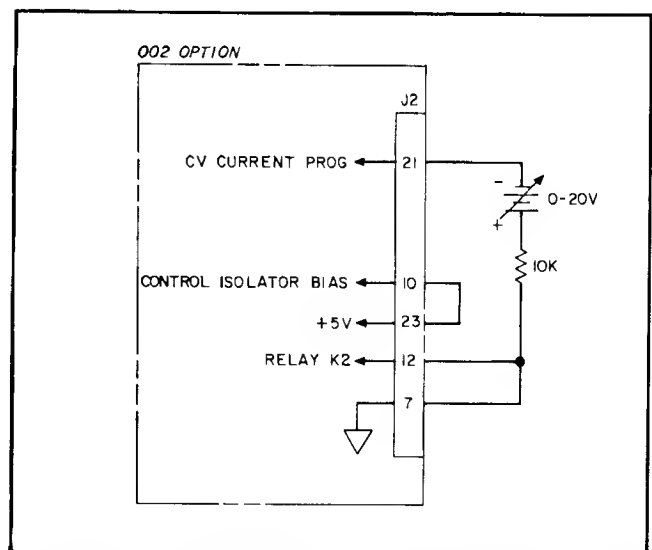 002 OPTION
J2
CV CURRENT PROG 21
- 
0-20V
+
10K
CONTROL ISOLATOR BIAS 10
+5V 23
RELAY K2 12
7